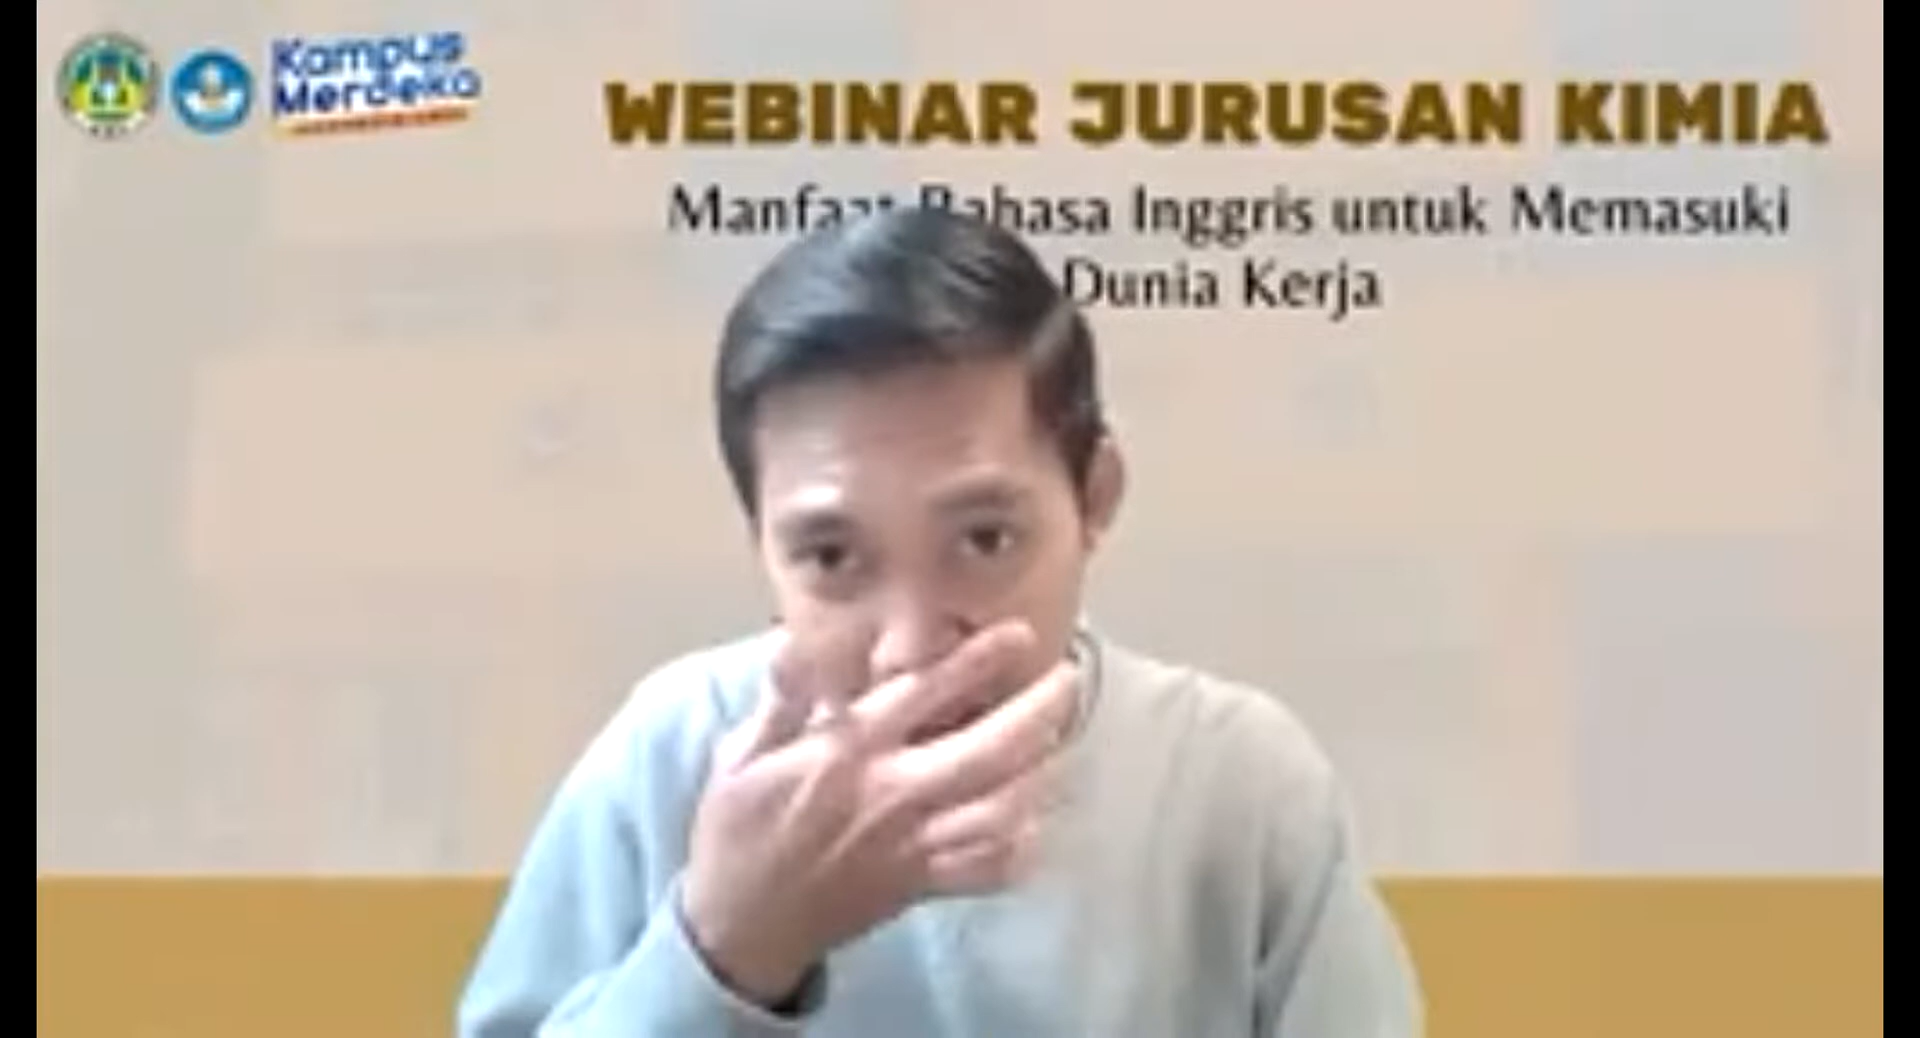 Kampus
Merdeka
WEBINAR JURUSAN KIMIA
Bahasa Inggris untuk Memasuki
Dunia Kerja